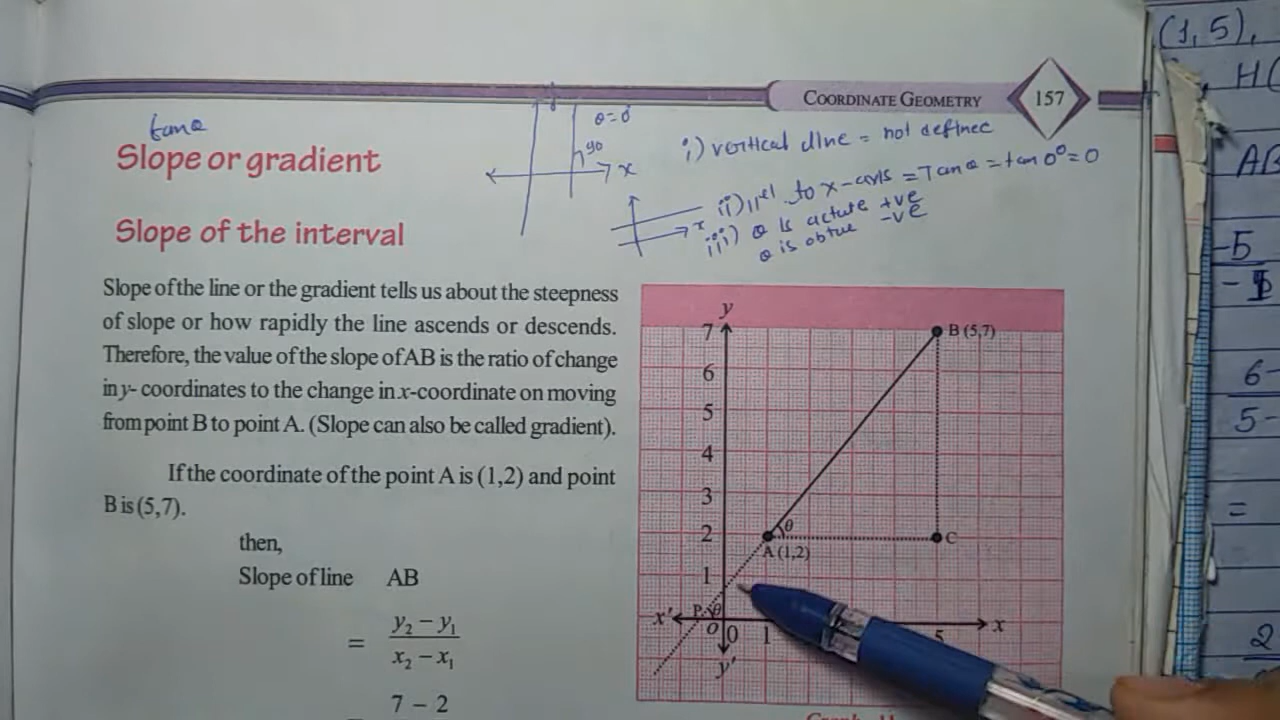 COORDINATE GEOMETRY 157
tanθ
Slope or gradient
θ=0
90
x
i) vertical line = not defined
ii) ||el to x-axis = Tanθ = tan 0° = 0
x
iii) θ is actute +ve
θ is obtue -ve
Slope of the interval
Slope of the line or the gradient tells us about the steepness
of slope or how rapidly the line ascends or descends.
Therefore, the value of the slope of AB is the ratio of change
in y- coordinates to the change in x-coordinate on moving
from point B to point A. (Slope can also be called gradient).
If the coordinate of the point A is (1,2) and point
B is (5,7).
then,
Slope of line AB
= y₂ – y₁
x₂ – x₁
7 – 2
y
7
B (5,7)
6
5
4
3
2
θ
C
A (1,2)
1
x'
P
θ
O
0
1
5
x
y'
(1, 5),
H(
AB
-5
6-
5-
=
2